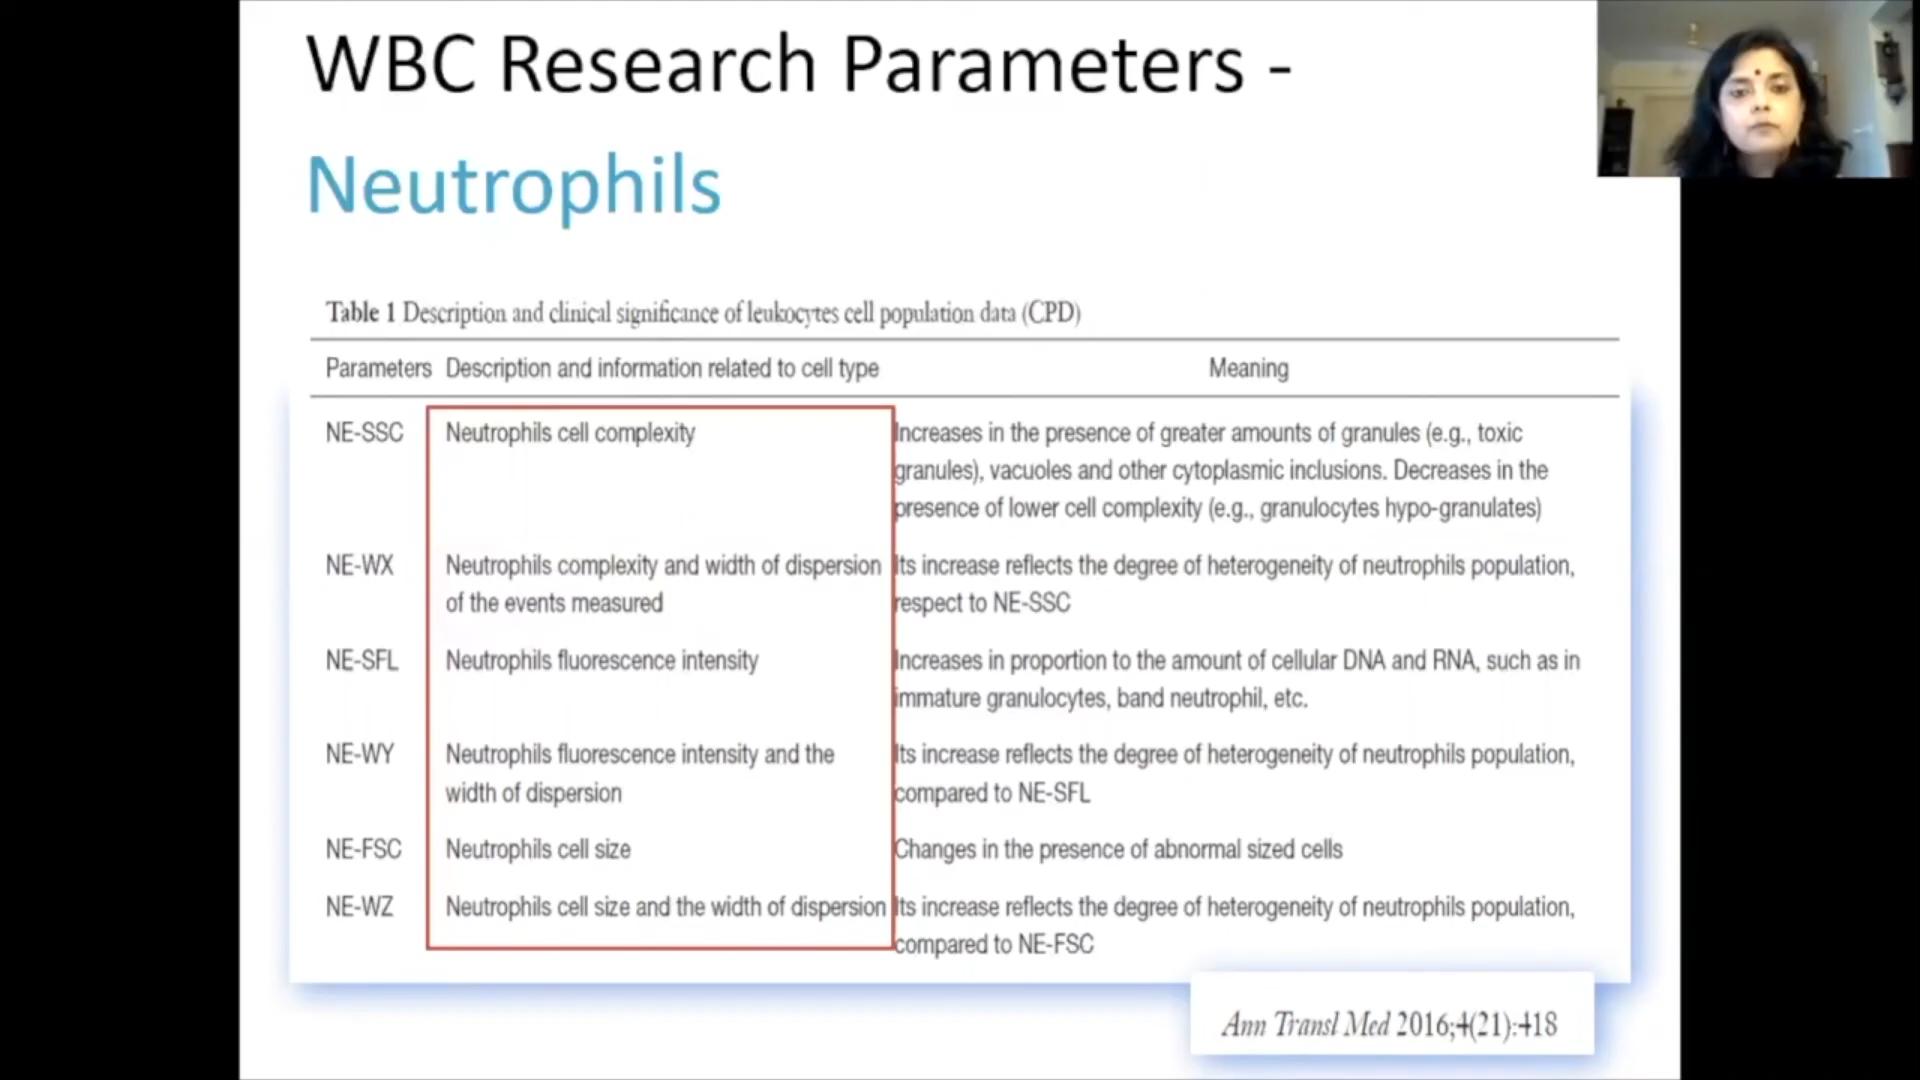 WBC Research Parameters -
Neutrophils
Table 1 Description and clinical significance of leukocytes cell population data (CPD)
Parameters Description and information related to cell type Meaning
NE-SSC Neutrophils cell complexity Increases in the presence of greater amounts of granules (e.g., toxic
granules), vacuoles and other cytoplasmic inclusions. Decreases in the
presence of lower cell complexity (e.g., granulocytes hypo-granulates)
NE-WX Neutrophils complexity and width of dispersion Its increase reflects the degree of heterogeneity of neutrophils population,
of the events measured respect to NE-SSC
NE-SFL Neutrophils fluorescence intensity Increases in proportion to the amount of cellular DNA and RNA, such as in
immature granulocytes, band neutrophil, etc.
NE-WY Neutrophils fluorescence intensity and the Its increase reflects the degree of heterogeneity of neutrophils population,
width of dispersion compared to NE-SFL
NE-FSC Neutrophils cell size Changes in the presence of abnormal sized cells
NE-WZ Neutrophils cell size and the width of dispersion Its increase reflects the degree of heterogeneity of neutrophils population,
compared to NE-FSC
Ann Transl Med 2016;4(21):418